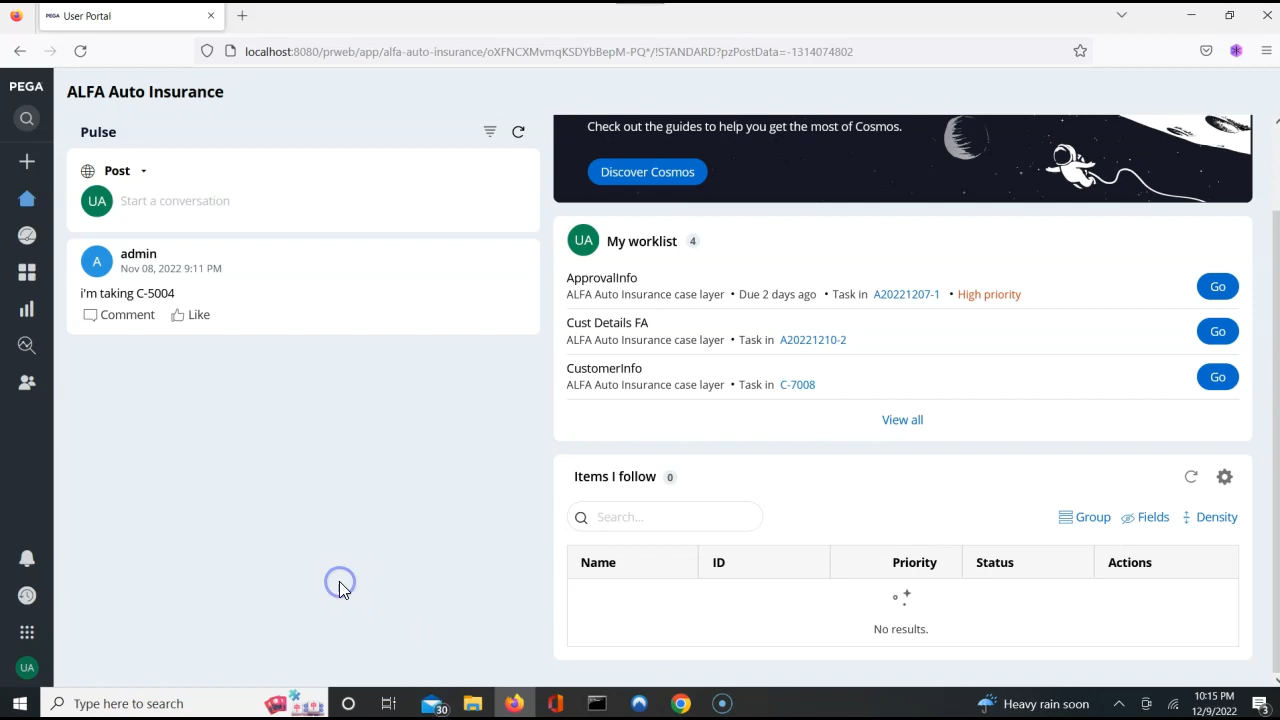 PEGA User Portal
localhost:8080/prweb/app/alfa-auto-insurance/oXFNCXMvmqKSDYbBepM-PQ*/!STANDARD?pzPostData=-1314074802
PEGA
ALFA Auto Insurance
Pulse
Post
UA
Start a conversation
A
admin
Nov 08, 2022 9:11 PM
i'm taking C-5004
Comment
Like
Check out the guides to help you get the most of Cosmos.
Discover Cosmos
UA
My worklist 4
ApprovalInfo
ALFA Auto Insurance case layer • Due 2 days ago • Task in A20221207-1 • High priority
Go
Cust Details FA
ALFA Auto Insurance case layer • Task in A20221210-2
Go
CustomerInfo
ALFA Auto Insurance case layer • Task in C-7008
Go
View all
Items I follow 0
Search...
Group
Fields
Density
Name
ID
Priority
Status
Actions
No results.
UA
Type here to search
30
Heavy rain soon
10:15 PM
12/9/2022
3